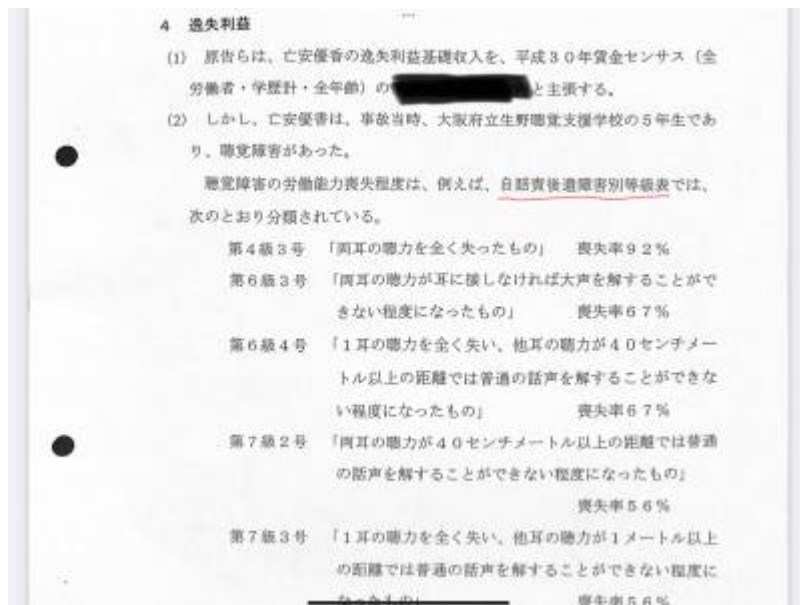 4 逸失利益
(1) 原告らは、亡安優香の逸失利益基礎収入を、平成30年賃金センサス（全
労働者・学歴計・全年齢）の
と主張する。
(2) しかし、亡安優香は、事故当時、大阪府立生野聴覚支援学校の5年生であ
り、聴覚障害があった。
聴覚障害の労働能力喪失程度は、例えば、自賠責後遺障害別等級表では、
次のとおり分類されている。
第4級3号 「両耳の聴力を全く失ったもの」 喪失率92%
第6級3号 「両耳の聴力が耳に接しなければ大声を解することがで
きない程度になったもの」 喪失率67%
第6級4号 「1耳の聴力を全く失い、他耳の聴力が40センチメー
トル以上の距離では普通の話声を解することができな
い程度になったもの」 喪失率67%
第7級2号 「両耳の聴力が40センチメートル以上の距離では普通
の話声を解することができない程度になったもの」
喪失率56%
第7級3号 「1耳の聴力を全く失い、他耳の聴力が1メートル以上
の距離では普通の話声を解することができない程度に
なったもの」 喪失率56%